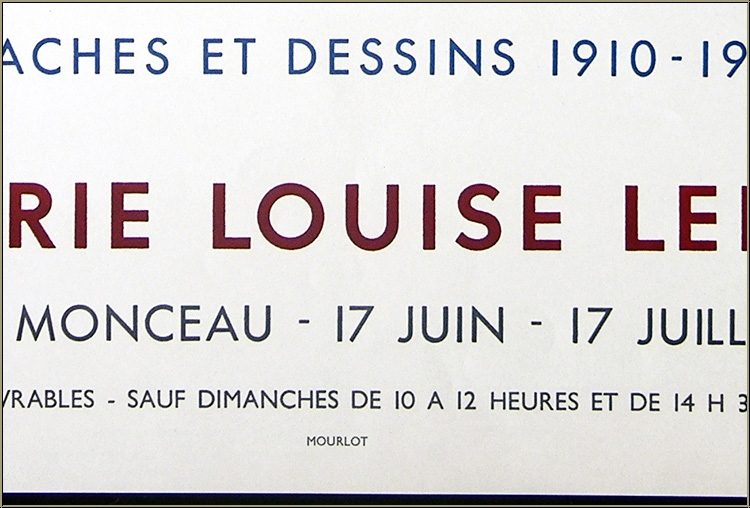 ACHES ET DESSINS 1910 - 19
RIE LOUISE LE
MONCEAU - 17 JUIN - 17 JUILL
VRABLES - SAUF DIMANCHES DE 10 A 12 HEURES ET DE 14 H 3
MOURLOT